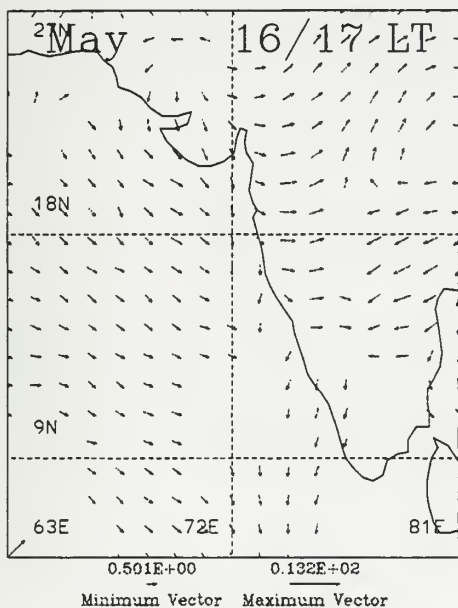 27N May 16/17 LT
18N
9N
63E 72E 81E
0.501E+00 0.132E+02
Minimum Vector Maximum Vector